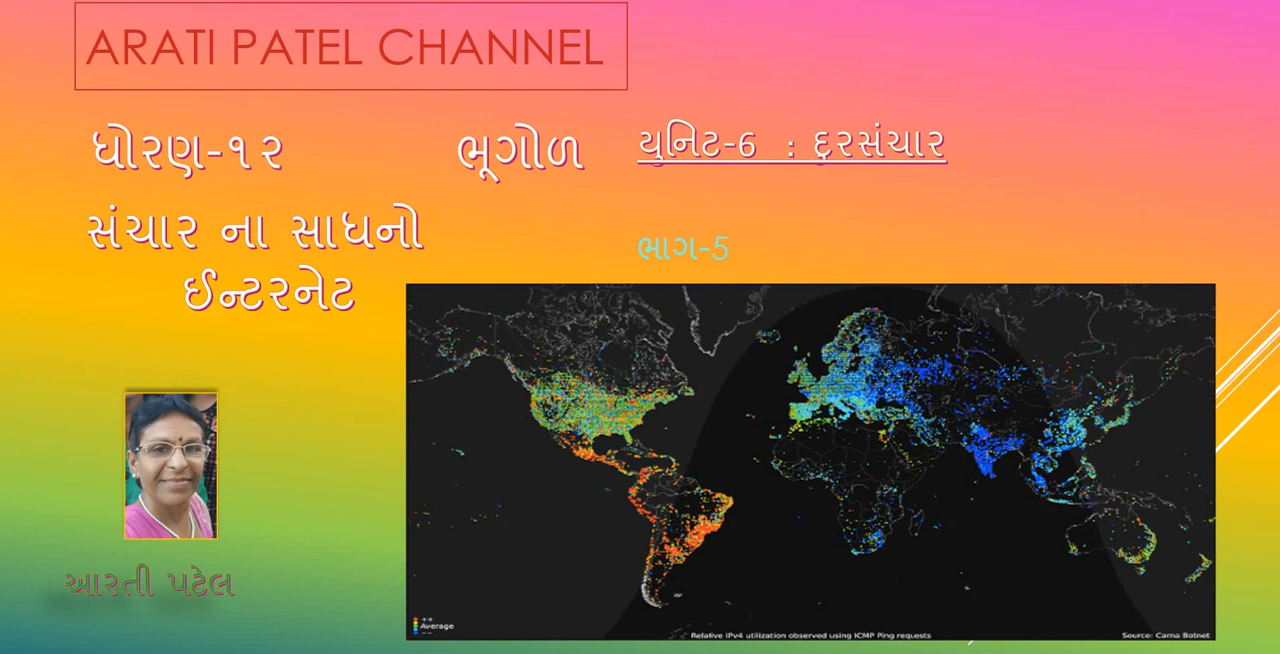 ARATI PATEL CHANNEL
ધોરણ-૧૨ ભૂગોળ યુનિટ-6 : દૂરસંચાર
સંચાર ના સાધનો
ઈન્ટરનેટ
ભાગ-5
આરતી પટેલ
++
Average
--
Relative IPv4 utilization observed using ICMP Ping requests
Source: Carna Botnet